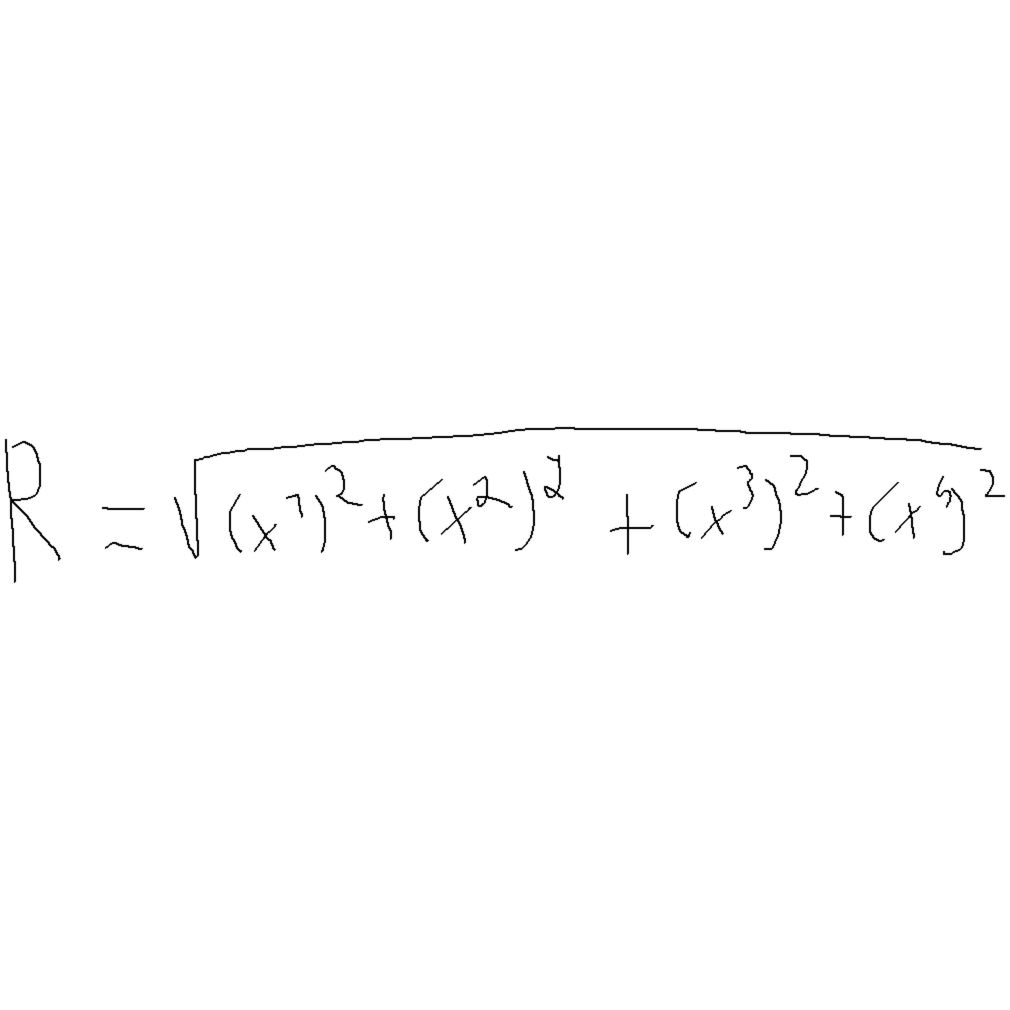 R = √((x¹)² + (x²)² + (x³)² + (x⁴)²)